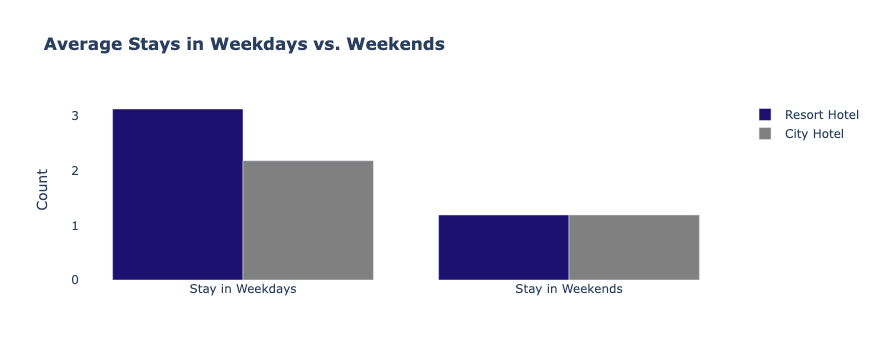 Average Stays in Weekdays vs. Weekends
Count
3
2
1
0
Stay in Weekdays
Stay in Weekends
Resort Hotel
City Hotel